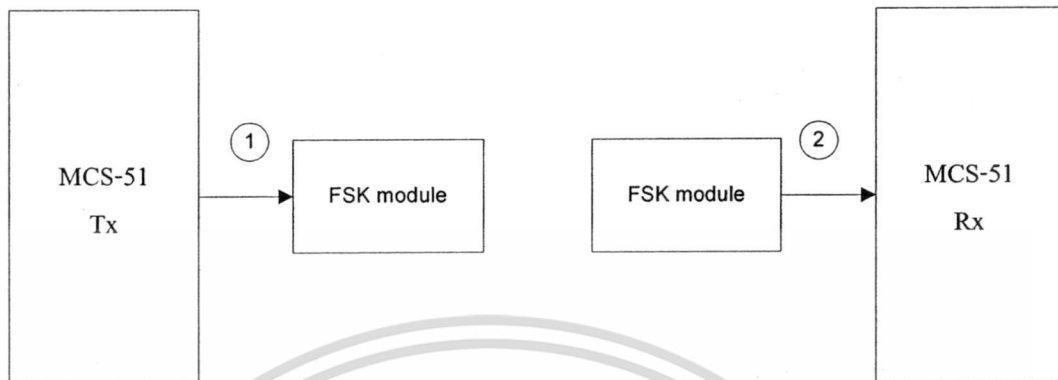 MCS-51
Tx
1
FSK module
FSK module
2
MCS-51
Rx